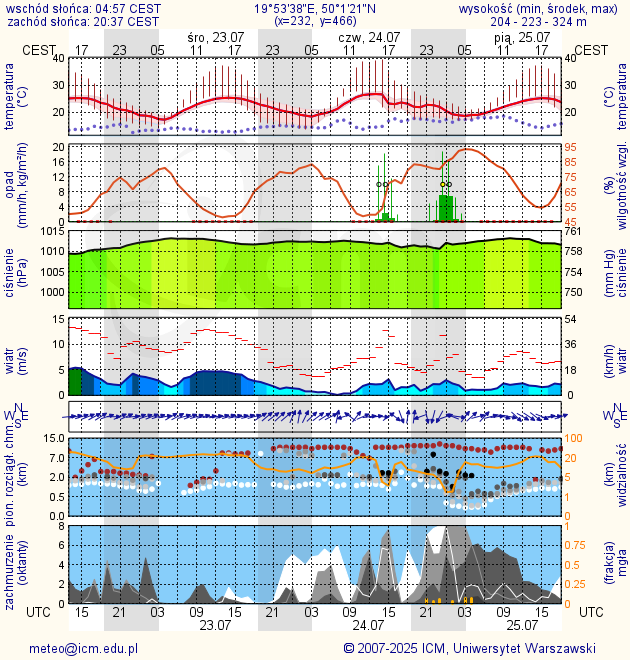 wschód słońca: 04:57 CEST 19°53'38"E, 50°1'21"N wysokość (min, środek, max)
zachód słońca: 20:37 CEST (x=232, y=466) 204 - 223 - 324 m
śro, 23.07 czw, 24.07 pią, 25.07
CEST 17 23 05 11 17 23 05 11 17 23 05 11 17 CEST
temperatura (°C) 40 30 20 40 30 20 temperatura (°C)
opad (mm/h, kg/m²/h) 20 16 12 8 4 0 95 85 75 65 55 45 (%) wilgotność wzgl.
ciśnienie (hPa) 1015 1010 1005 1000 761 758 754 750 (mm Hg) ciśnienie
wiatr (m/s) 15 10 5 0 54 36 18 0 (km/h) wiatr
N W E S N W E S
pion. rozciągł. chm. (km) 15.0 7.0 2.0 0.5 0.0 100 20 5 1 0 (km) widzialność
zachmurzenie (oktanty) 8 6 4 2 0 1 0.75 0.5 0.25 0 (frakcja) mgła
UTC 15 21 03 09 15 21 03 09 15 21 03 09 15 UTC
23.07 24.07 25.07
meteo@icm.edu.pl © 2007-2025 ICM, Uniwersytet Warszawski